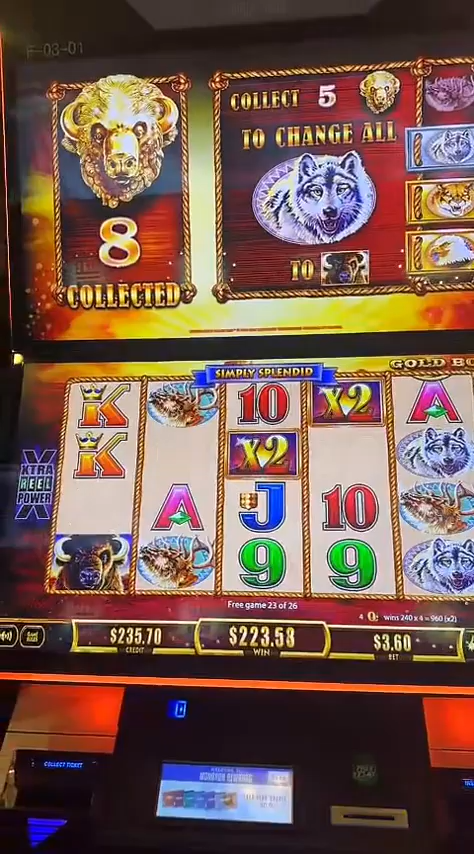 F-03-01
COLLECT 5
TO CHANGE ALL
TO
8
COLLECTED
SIMPLY SPLENDID
GOLD
K
10
X2
A
K
X2
XTRA
REEL
POWER
X
A
J
10
9
9
Free game 23 of 26
4
wins 240 x 4 = 960 (x2)
$235.70
CREDIT
$223.58
WIN
$3.60
BET
COLLECT TICKET